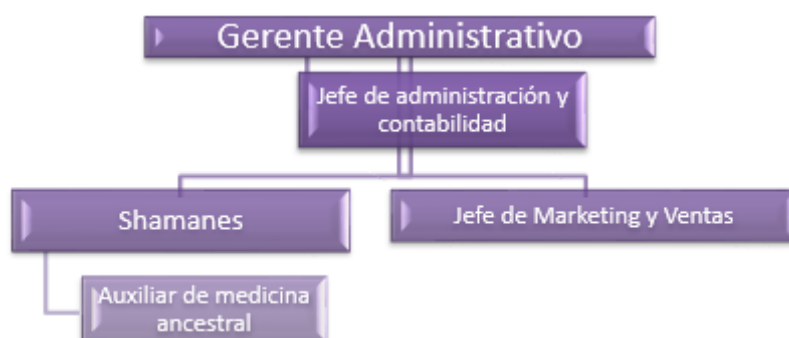 Gerente Administrativo
Jefe de administración y
contabilidad
Shamanes
Jefe de Marketing y Ventas
Auxiliar de medicina
ancestral